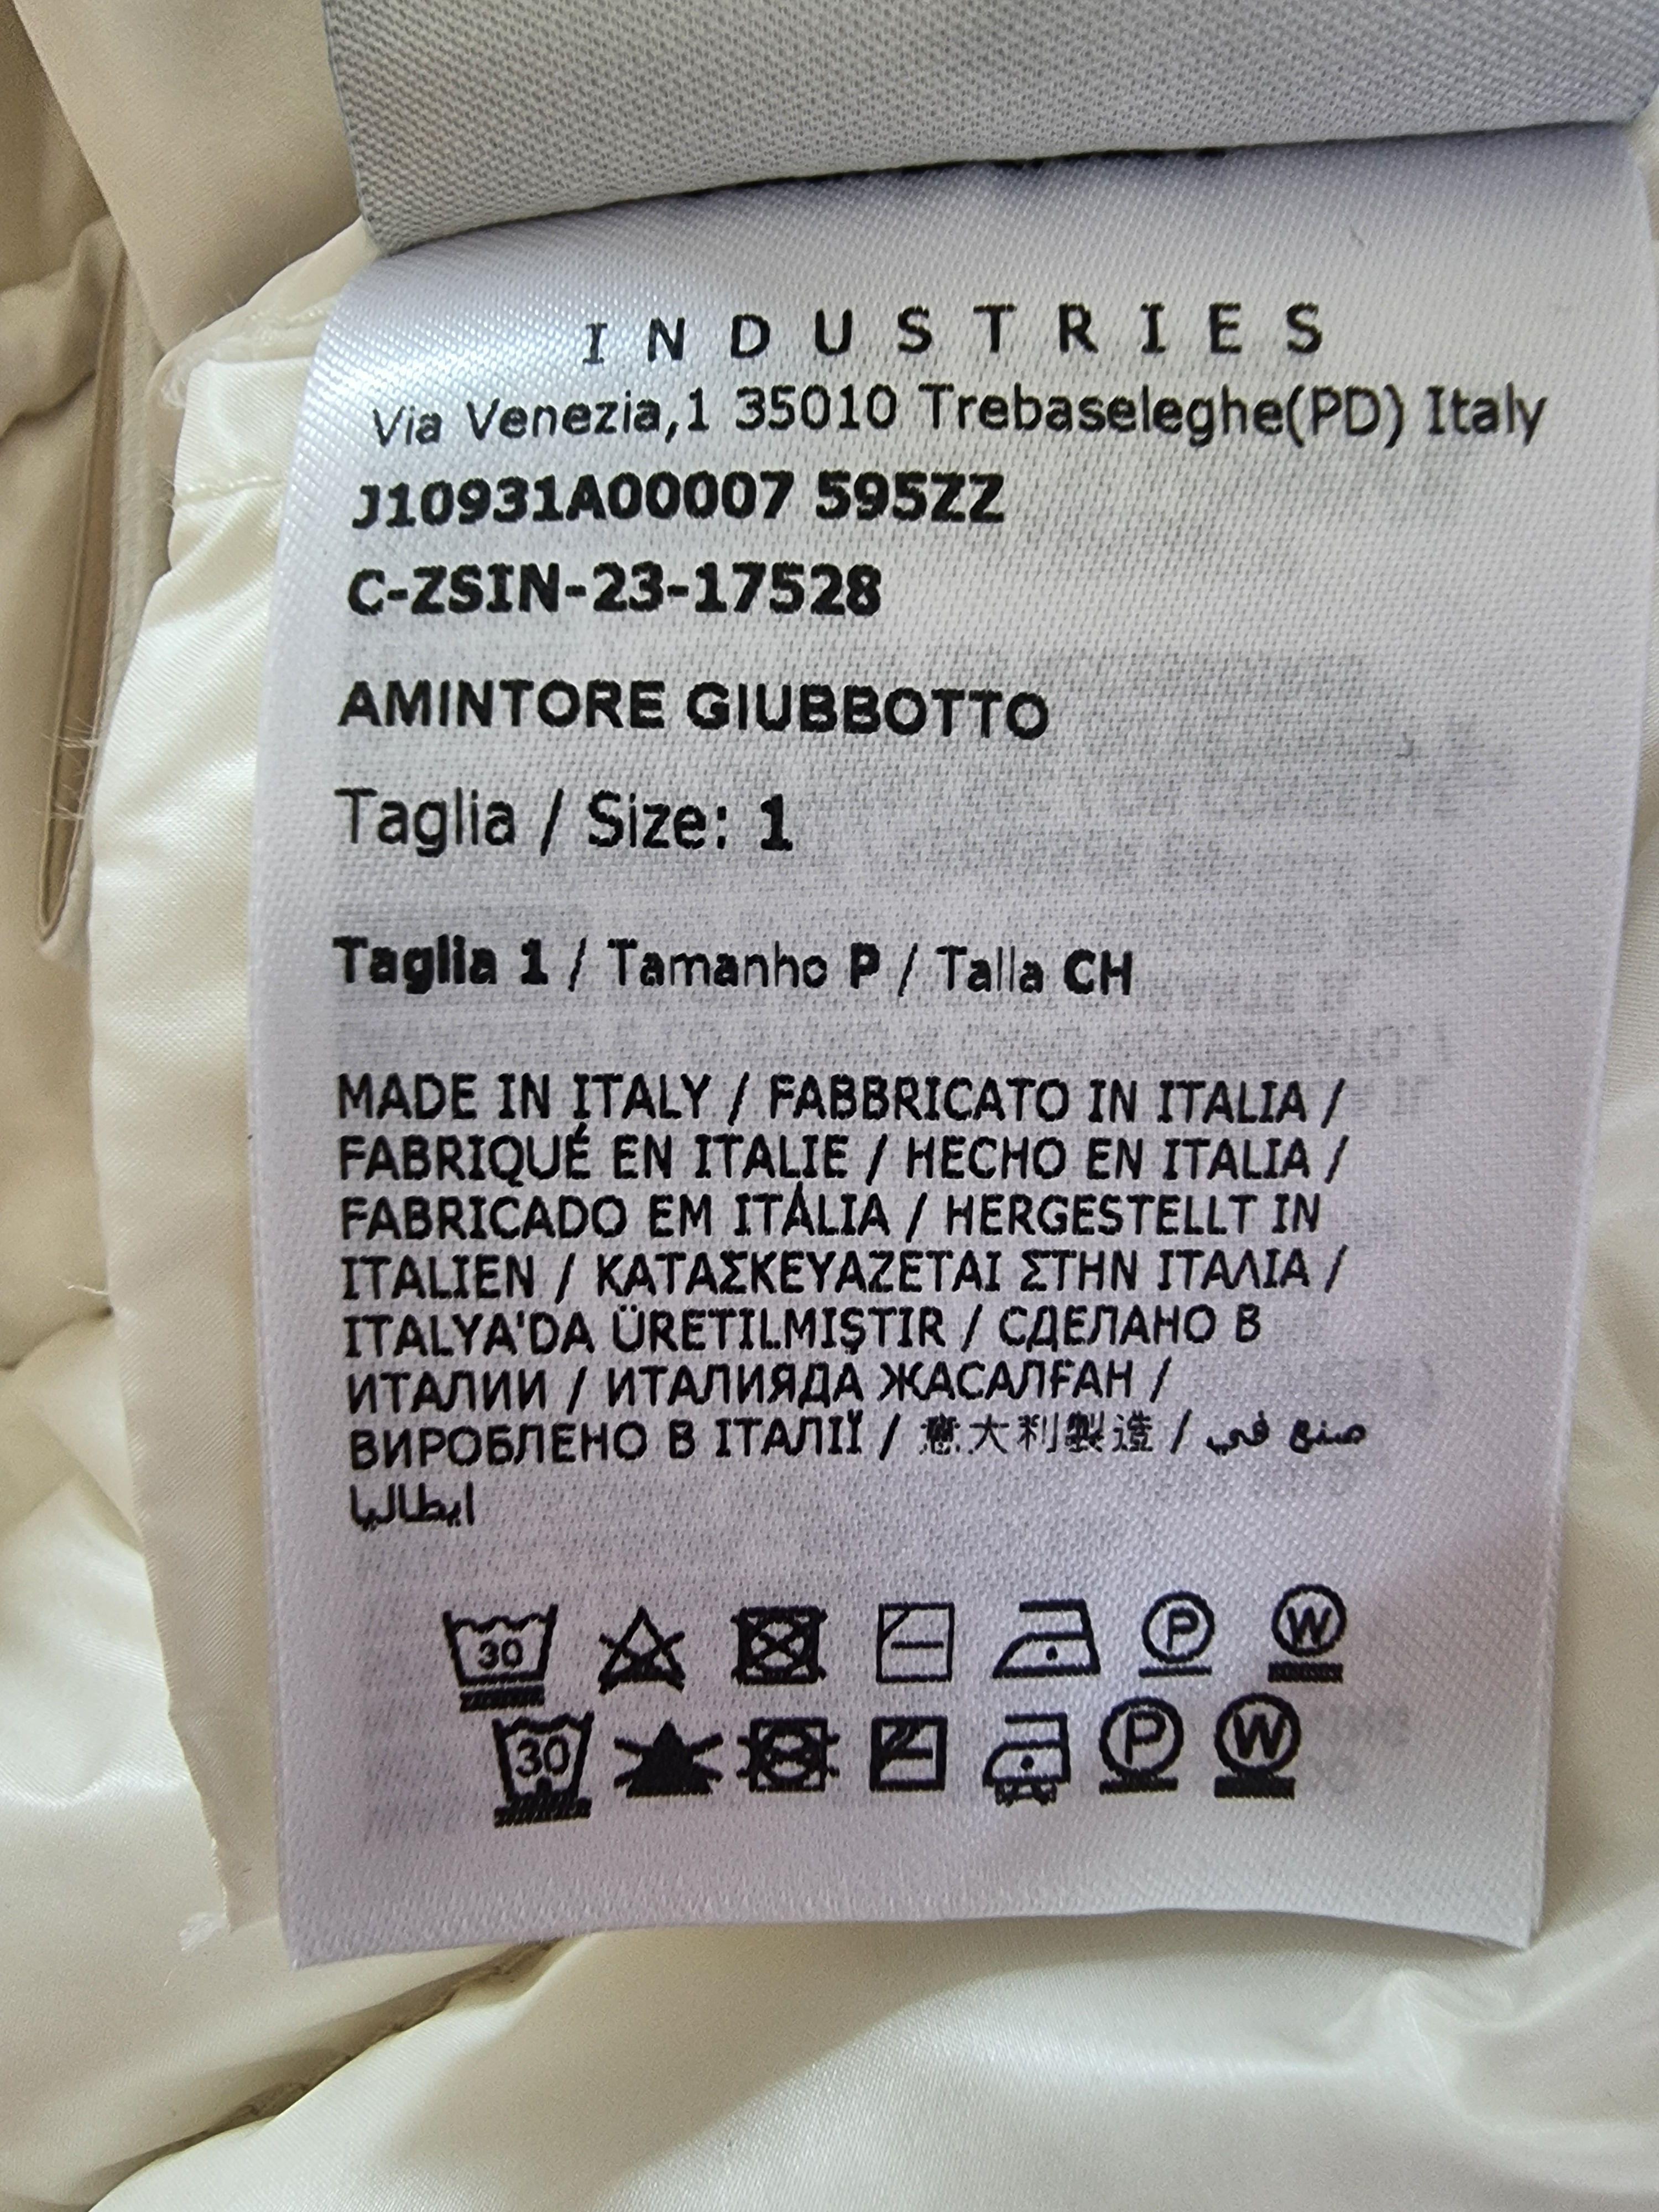 INDUSTRIES
Via Venezia,1 35010 Trebaseleghe(PD) Italy
J10931A00007 595ZZ
C-ZSIN-23-17528
AMINTORE GIUBBOTTO
Taglia / Size: 1
Taglia 1 / Tamanho P / Talla CH
MADE IN ITALY / FABBRICATO IN ITALIA /
FABRIQUÉ EN ITALIE / HECHO EN ITALIA /
FABRICADO EM ITÁLIA / HERGESTELLT IN
ITALIEN / ΚΑΤΑΣΚΕΥΑΖΕΤΑΙ ΣΤΗΝ ΙΤΑΛΙΑ /
ITALYA'DA ÜRETILMIŞTIR / СДЕЛАНО В
ИТАЛИИ / ИТАЛИЯДА ЖАСАЛҒАН /
ВИРОБЛЕНО В ІТАЛІЇ / 意大利製造 / صنع في
ايطاليا
30 P W
30 P W